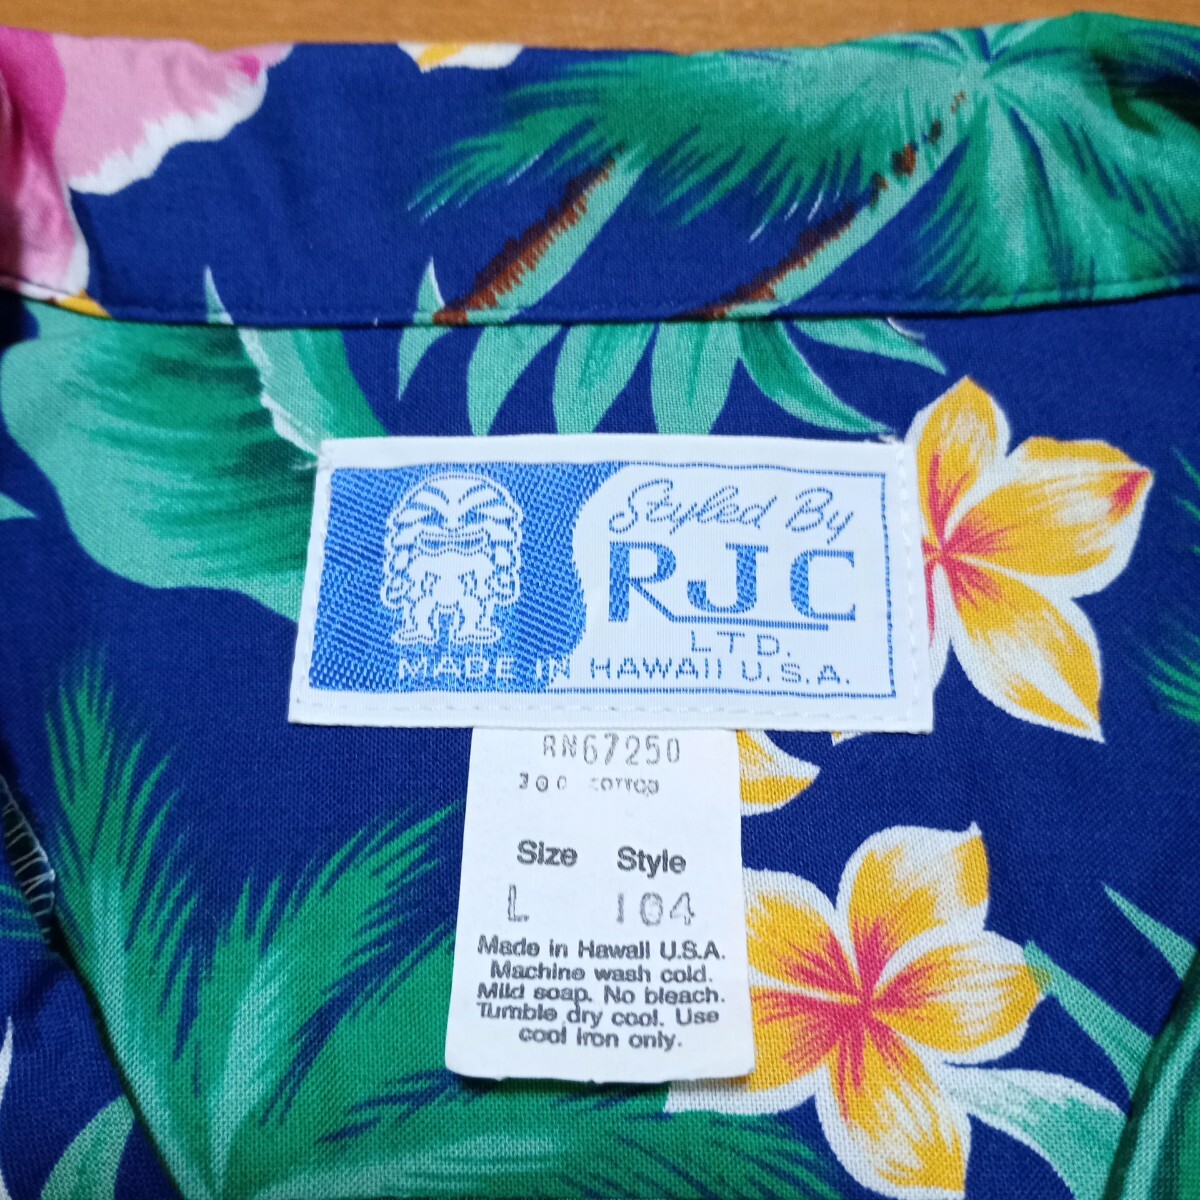 Styled By
RJC
LTD.
MADE IN HAWAII U.S.A.
RN67250
COTTON
Size Style
L 104
Made in Hawaii U.S.A.
Machine wash cold.
Mild soap. No bleach.
Tumble dry cool. Use
cool iron only.